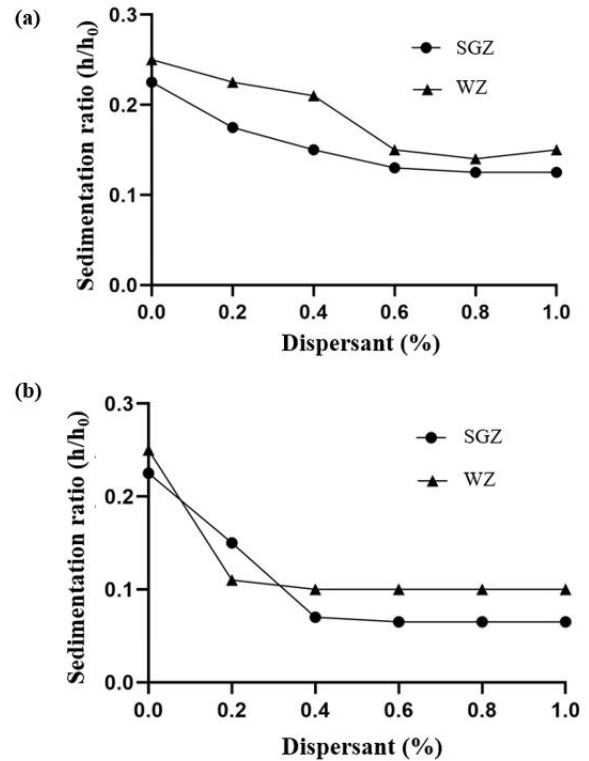 (a)
Sedimentation ratio (h/h₀)
0.3
0.2
0.1
0.0
SGZ
WZ
0.0 0.2 0.4 0.6 0.8 1.0
Dispersant (%)
(b)
Sedimentation ratio (h/h₀)
0.3
0.2
0.1
0.0
SGZ
WZ
0.0 0.2 0.4 0.6 0.8 1.0
Dispersant (%)